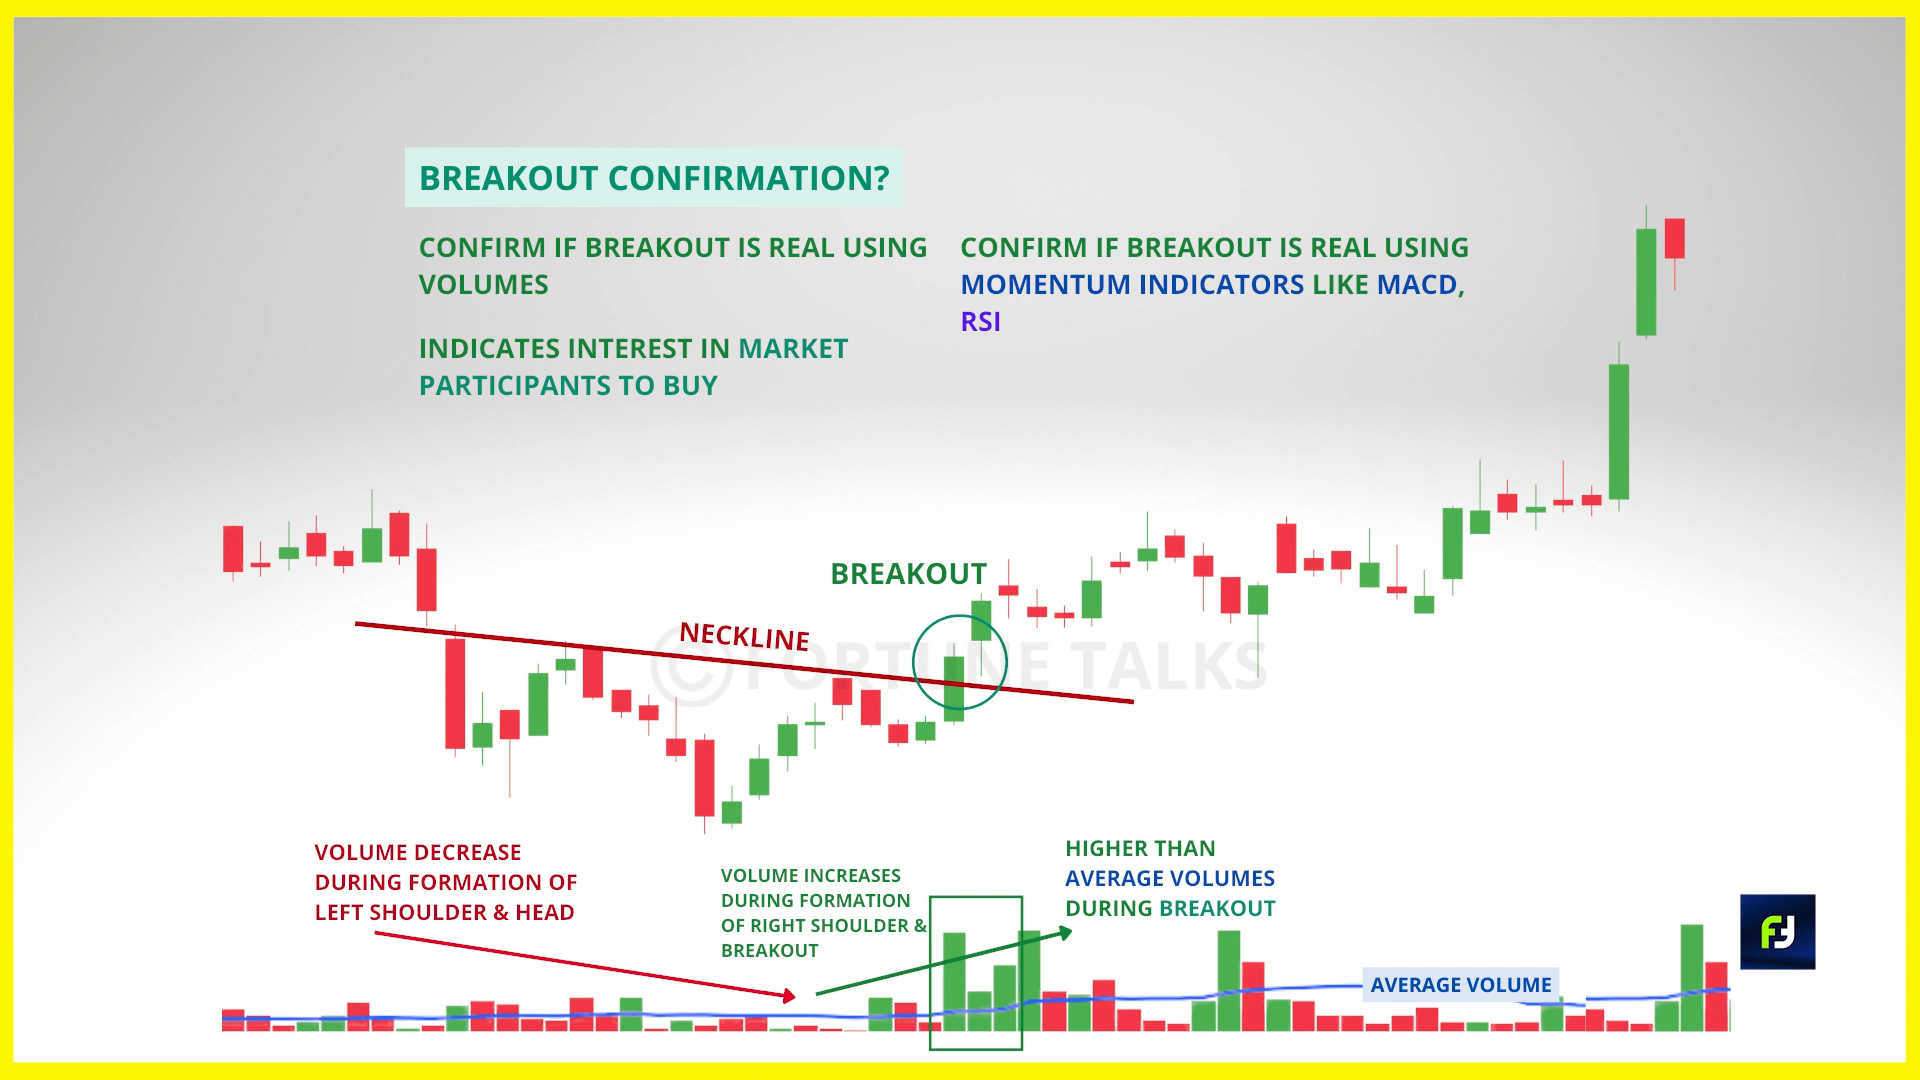 BREAKOUT CONFIRMATION?
CONFIRM IF BREAKOUT IS REAL USING
VOLUMES
INDICATES INTEREST IN MARKET
PARTICIPANTS TO BUY
CONFIRM IF BREAKOUT IS REAL USING
MOMENTUM INDICATORS LIKE MACD,
RSI
BREAKOUT
NECKLINE
©FORTUNE TALKS
VOLUME DECREASE
DURING FORMATION OF
LEFT SHOULDER & HEAD
VOLUME INCREASES
DURING FORMATION
OF RIGHT SHOULDER &
BREAKOUT
HIGHER THAN
AVERAGE VOLUMES
DURING BREAKOUT
AVERAGE VOLUME